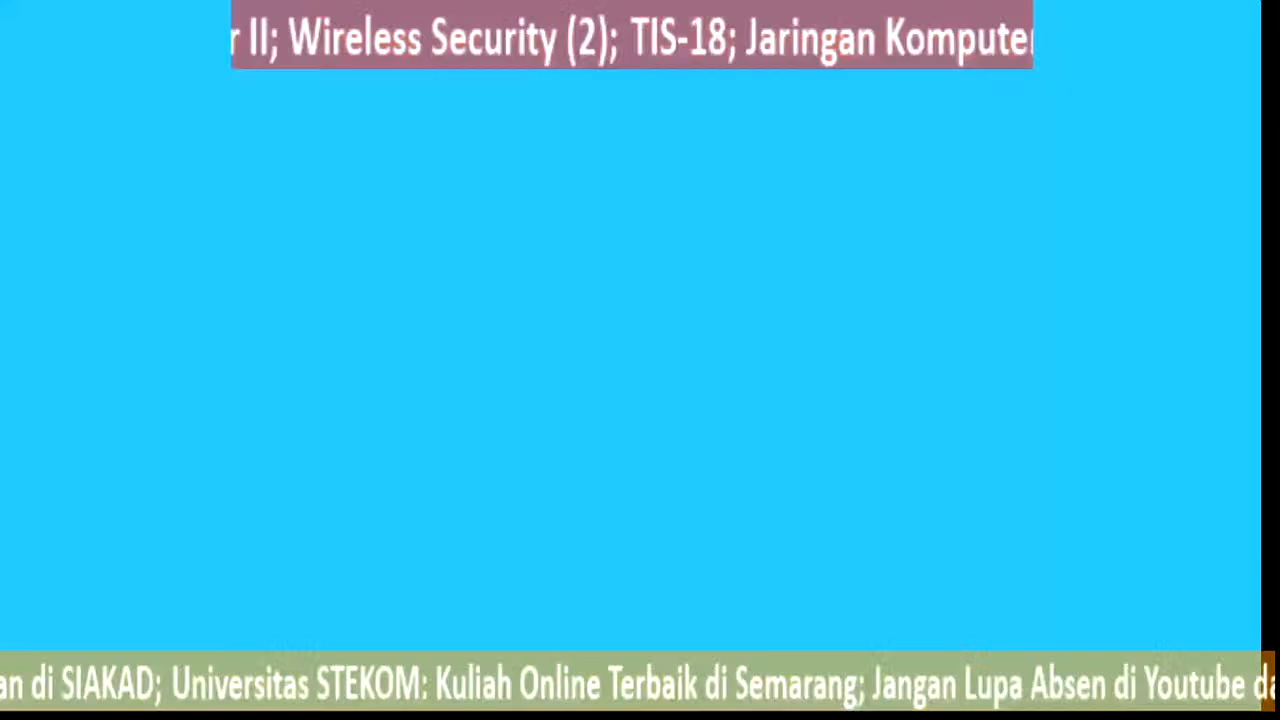 r II; Wireless Security (2); TIS-18; Jaringan Komputer
an di SIAKAD; Universitas STEKOM: Kuliah Online Terbaik di Semarang; Jangan Lupa Absen di Youtube da